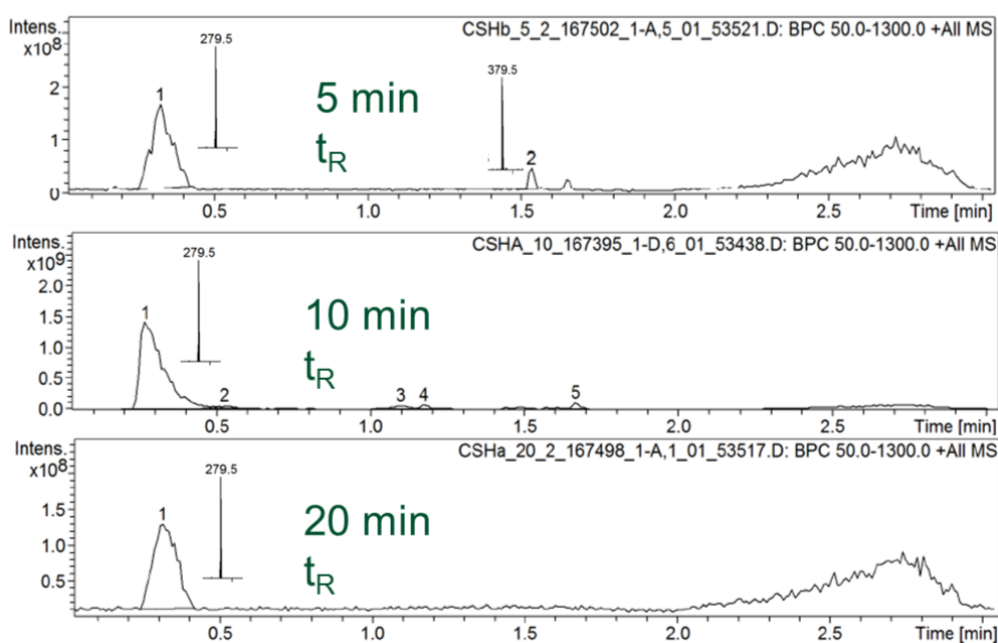 Intens.
x10⁸
CSHb_5_2_167502_1-A,5_01_53521.D: BPC 50.0-1300.0 +All MS
279.5
379.5
5 min
tR
1
2
2
1
0
0.5
1.0
1.5
2.0
2.5
Time [min]
Intens.
x10⁹
CSHA_10_167395_1-D,6_01_53438.D: BPC 50.0-1300.0 +All MS
279.5
10 min
tR
2.0
1.5
1.0
0.5
0.0
1
2
3
4
5
0.5
1.0
1.5
2.0
2.5
Time [min]
Intens.
x10⁸
CSHa_20_2_167498_1-A,1_01_53517.D: BPC 50.0-1300.0 +All MS
279.5
20 min
tR
1
1.5
1.0
0.5
0.5
1.0
1.5
2.0
2.5
Time [min]